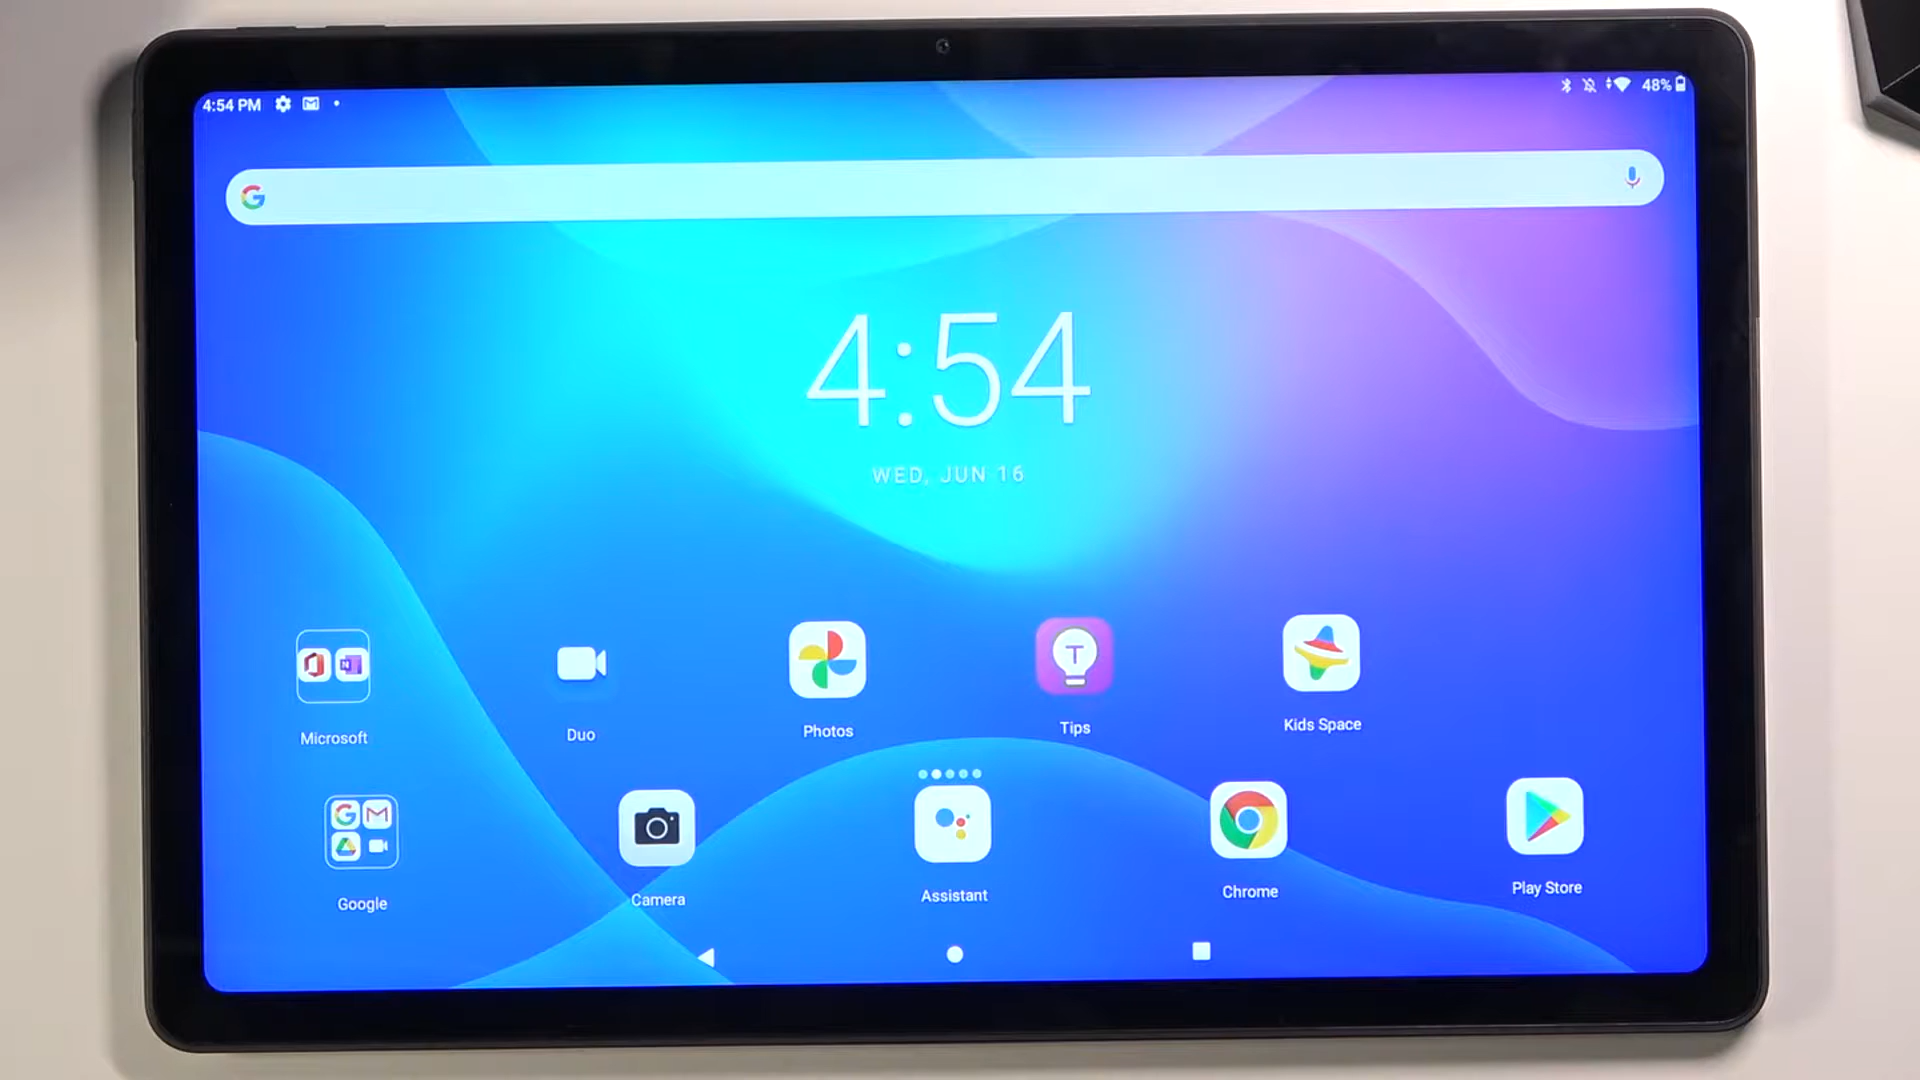 4:54 PM
48%
4:54
WED, JUN 16
Microsoft
Duo
Photos
Tips
Kids Space
Google
Camera
Assistant
Chrome
Play Store